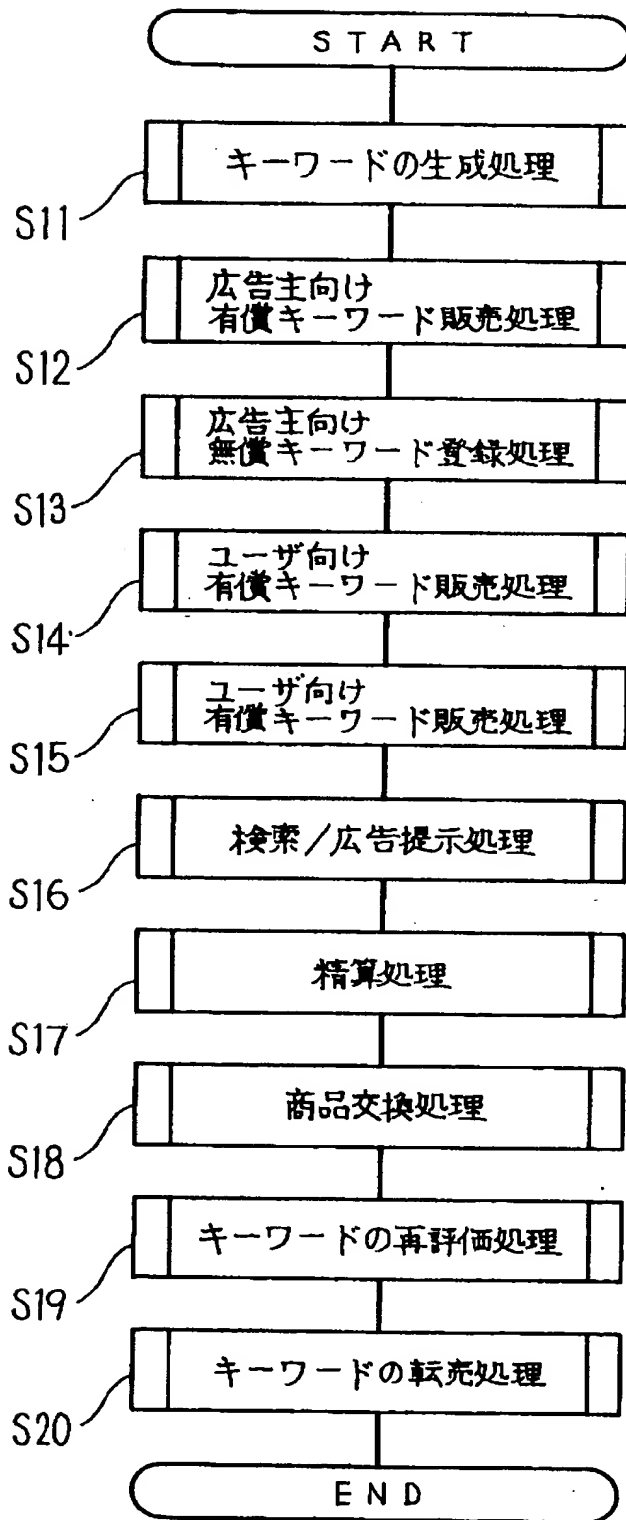 START
キーワードの生成処理
S11
広告主向け
有償キーワード販売処理
S12
広告主向け
無償キーワード登録処理
S13
ユーザ向け
有償キーワード販売処理
S14
ユーザ向け
有償キーワード販売処理
S15
検索/広告提示処理
S16
精算処理
S17
商品交換処理
S18
キーワードの再評価処理
S19
キーワードの転売処理
S20
END